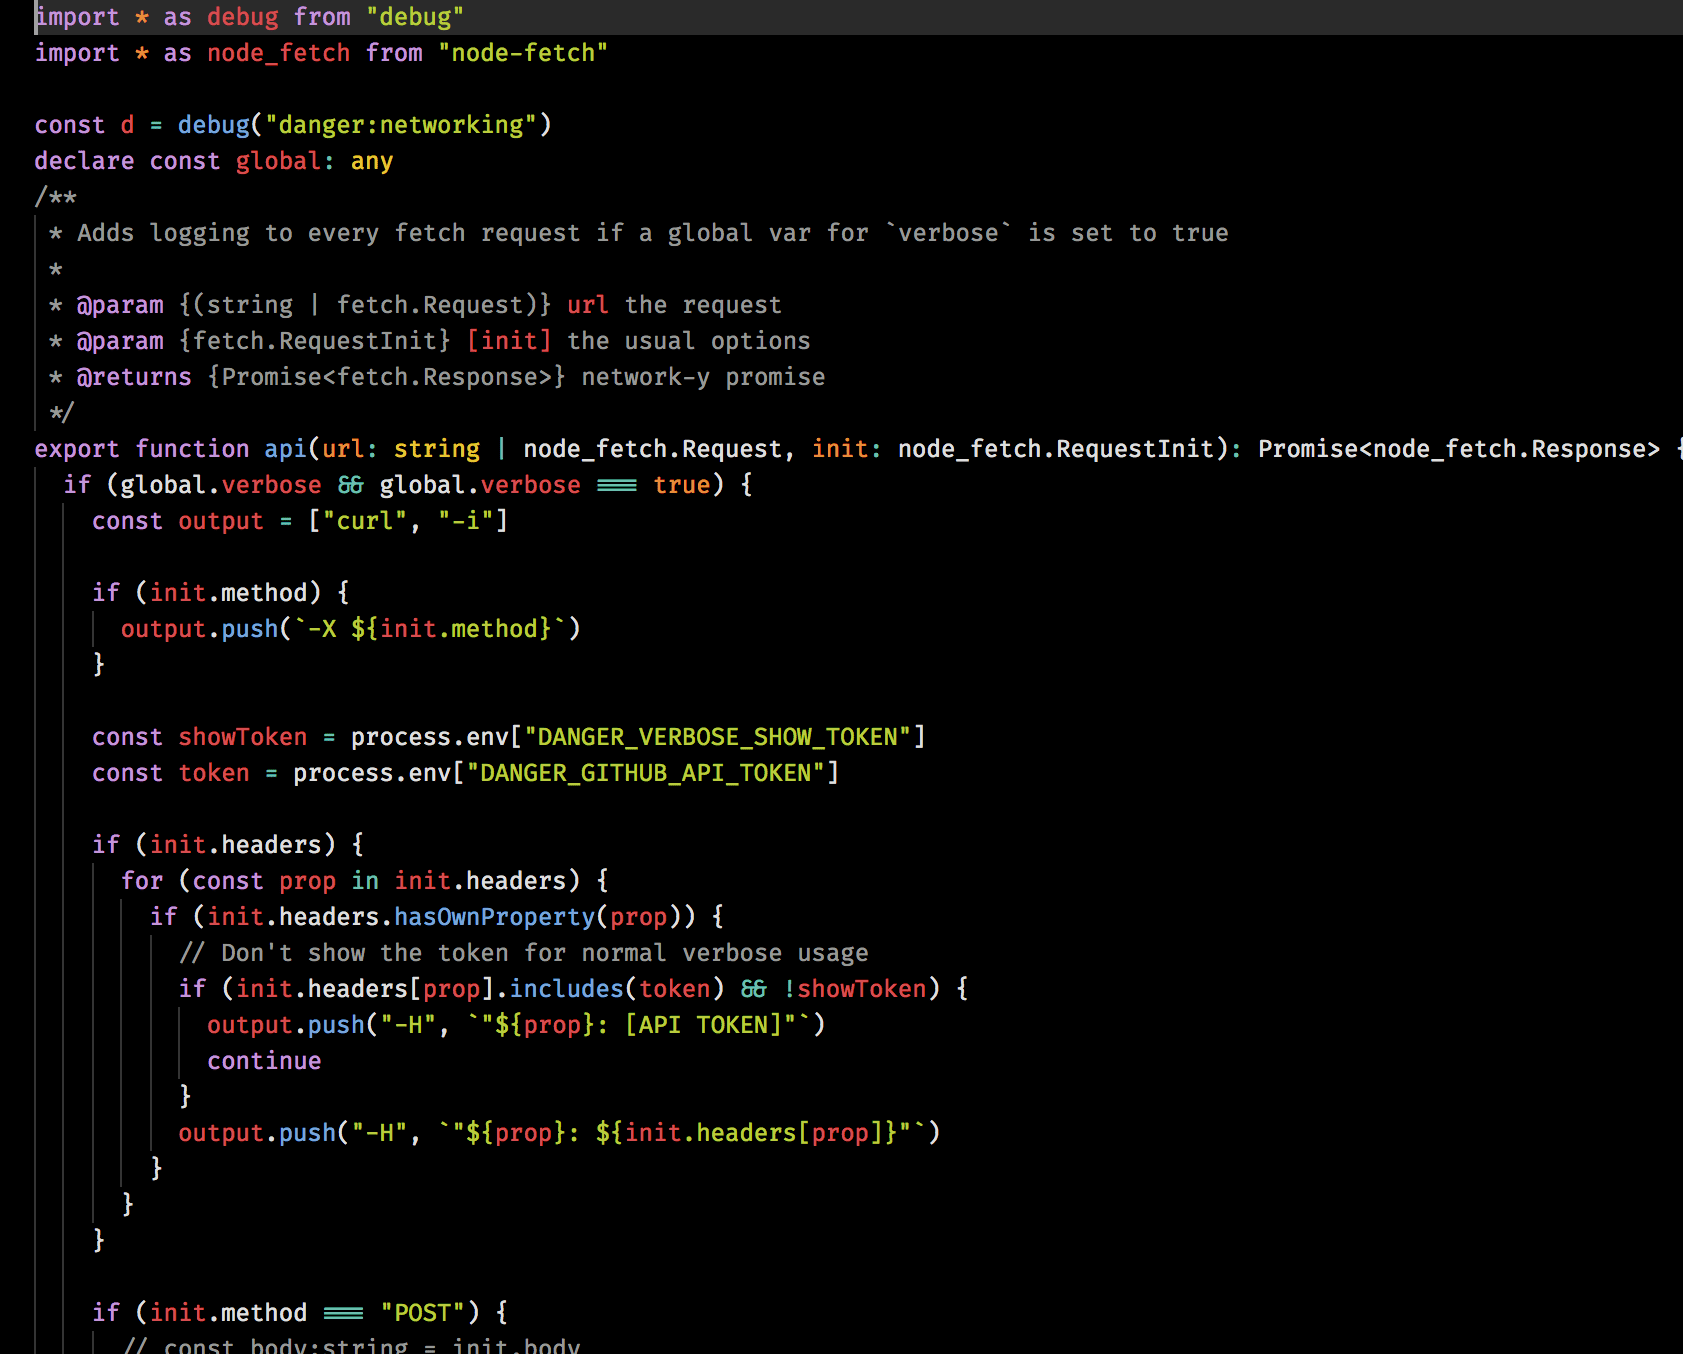 import * as debug from "debug"
import * as node_fetch from "node-fetch"

const d = debug("danger:networking")
declare const global: any
/**
 * Adds logging to every fetch request if a global var for `verbose` is set to true
 *
 * @param {(string | fetch.Request)} url the request
 * @param {fetch.RequestInit} [init] the usual options
 * @returns {Promise<fetch.Response>} network-y promise
 */
export function api(url: string | node_fetch.Request, init: node_fetch.RequestInit): Promise<node_fetch.Response> {
  if (global.verbose && global.verbose === true) {
    const output = ["curl", "-i"]

    if (init.method) {
      output.push(`-X ${init.method}`)
    }

    const showToken = process.env["DANGER_VERBOSE_SHOW_TOKEN"]
    const token = process.env["DANGER_GITHUB_API_TOKEN"]

    if (init.headers) {
      for (const prop in init.headers) {
        if (init.headers.hasOwnProperty(prop)) {
          // Don't show the token for normal verbose usage
          if (init.headers[prop].includes(token) && !showToken) {
            output.push("-H", `"${prop}: [API TOKEN]"`)
            continue
          }
          output.push("-H", `"${prop}: ${init.headers[prop]}"`)
        }
      }
    }

    if (init.method === "POST") {
      // const body:string = init.body